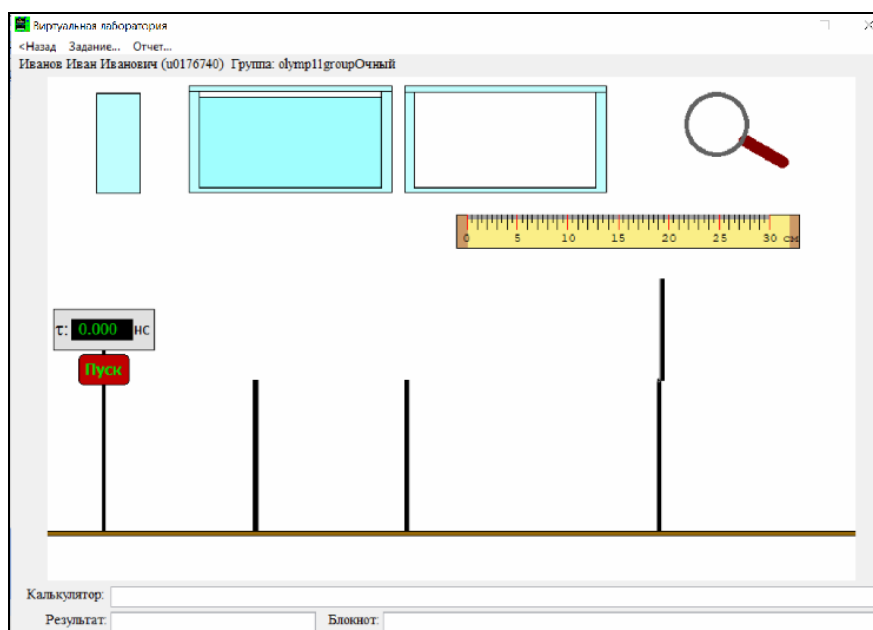 Виртуальная лаборатория
<Назад Задание... Отчет...
Иванов Иван Иванович (u0176740) Группа: olymp11groupОчный
0 5 10 15 20 25 30 см
τ: 0.000 нс
Пуск
Калькулятор:
Результат: Блокнот: